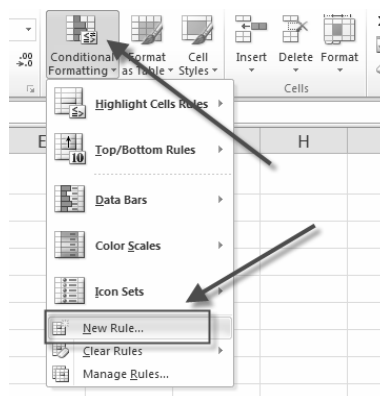 .00
.0
Conditional Format Cell Insert Delete Format
Formatting as Table Styles
Cells
Highlight Cells Rules
E H
Top/Bottom Rules
10
Data Bars
Color Scales
Icon Sets
New Rule...
Clear Rules
Manage Rules...